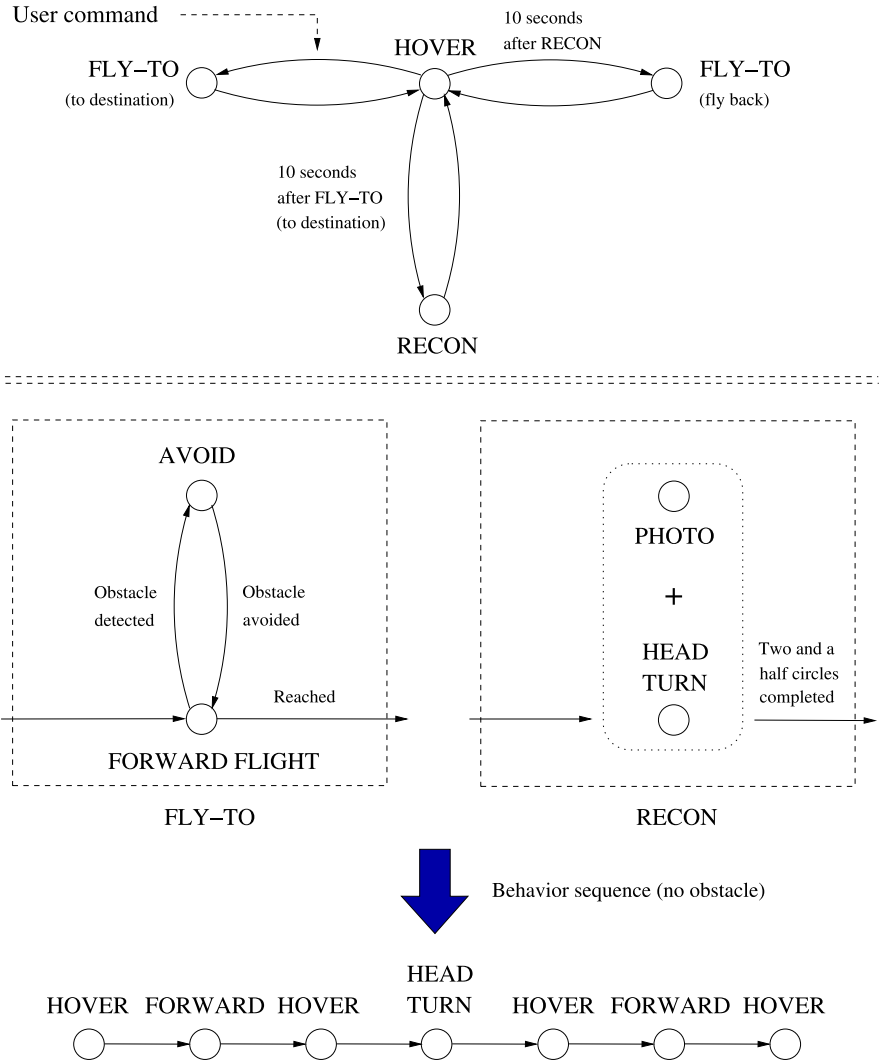 User command
10 seconds
after RECON
HOVER
FLY−TO
(to destination)
FLY−TO
(fly back)
10 seconds
after FLY−TO
(to destination)
RECON
AVOID
Obstacle
detected
Obstacle
avoided
Reached
FORWARD FLIGHT
FLY−TO
PHOTO
+
HEAD
TURN
Two and a
half circles
completed
RECON
Behavior sequence (no obstacle)
HOVER
FORWARD
HOVER
HEAD
TURN
HOVER
FORWARD
HOVER